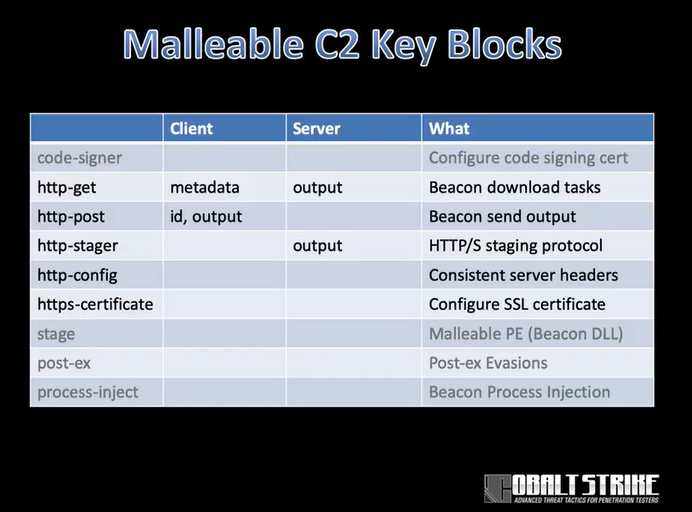 Malleable C2 Key Blocks
Client Server What
code-signer Configure code signing cert
http-get metadata output Beacon download tasks
http-post id, output Beacon send output
http-stager output HTTP/S staging protocol
http-config Consistent server headers
https-certificate Configure SSL certificate
stage Malleable PE (Beacon DLL)
post-ex Post-ex Evasions
process-inject Beacon Process Injection
COBALT STRIKE
ADVANCED THREAT TACTICS FOR PENETRATION TESTERS